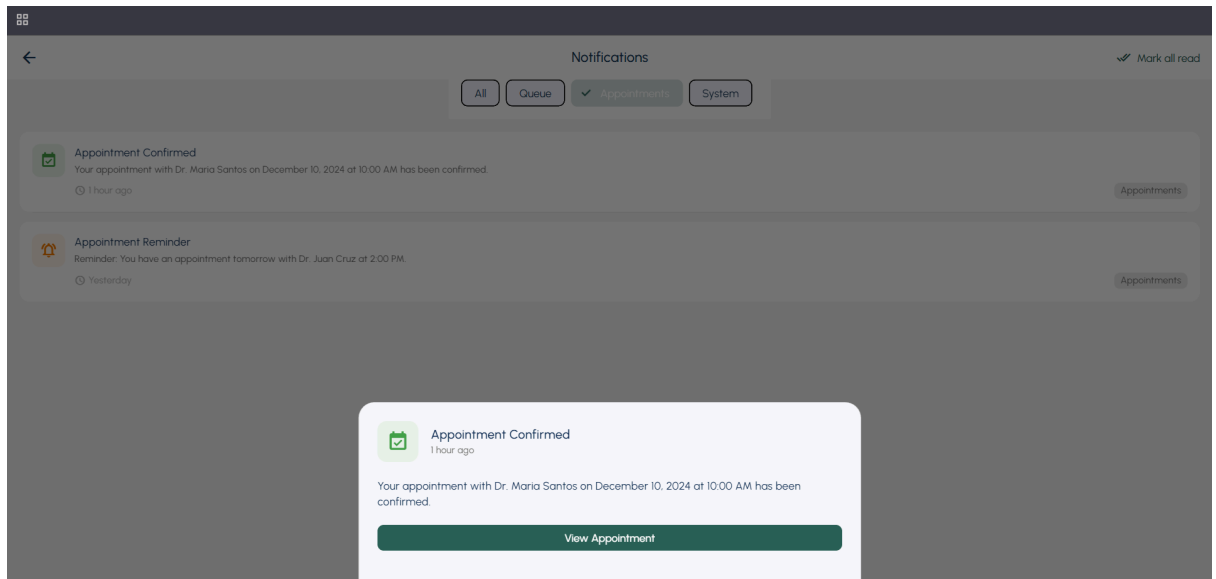 Notifications
Mark all read
All
Queue
Appointments
System
Appointment Confirmed
Your appointment with Dr. Maria Santos on December 10, 2024 at 10:00 AM has been confirmed.
1 hour ago
Appointments
Appointment Reminder
Reminder: You have an appointment tomorrow with Dr. Juan Cruz at 2:00 PM.
Yesterday
Appointments
Appointment Confirmed
1 hour ago
Your appointment with Dr. Maria Santos on December 10, 2024 at 10:00 AM has been
confirmed.
View Appointment